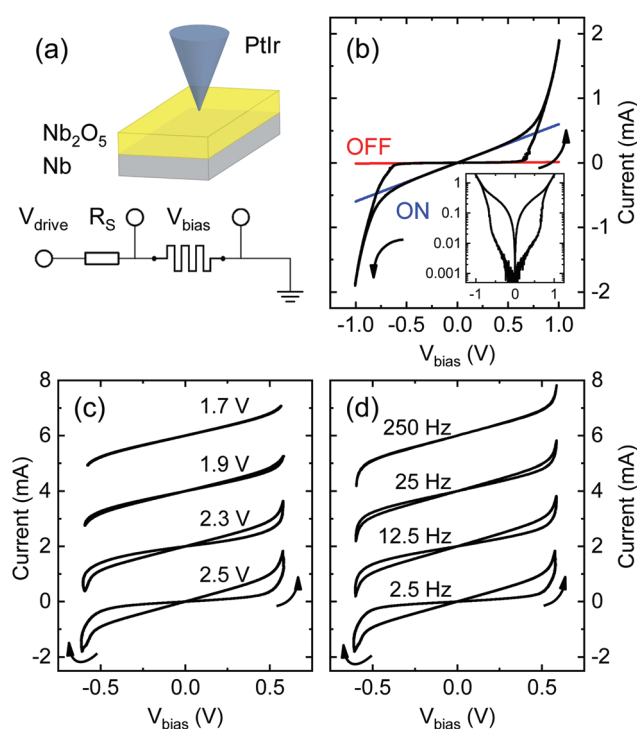 (a)
PtIr
Nb2O5
Nb
Vdrive
RS
Vbias
(b)
2
1
0
-1
-2
Current (mA)
OFF
ON
1
0.1
0.01
0.001
-1 0 1
-1.0 -0.5 0.0 0.5 1.0
Vbias (V)
(c)
8
6
4
2
0
-2
Current (mA)
1.7 V
1.9 V
2.3 V
2.5 V
-0.5 0.0 0.5
Vbias (V)
(d)
250 Hz
25 Hz
12.5 Hz
2.5 Hz
8
6
4
2
0
-2
Current (mA)
-0.5 0.0 0.5
Vbias (V)